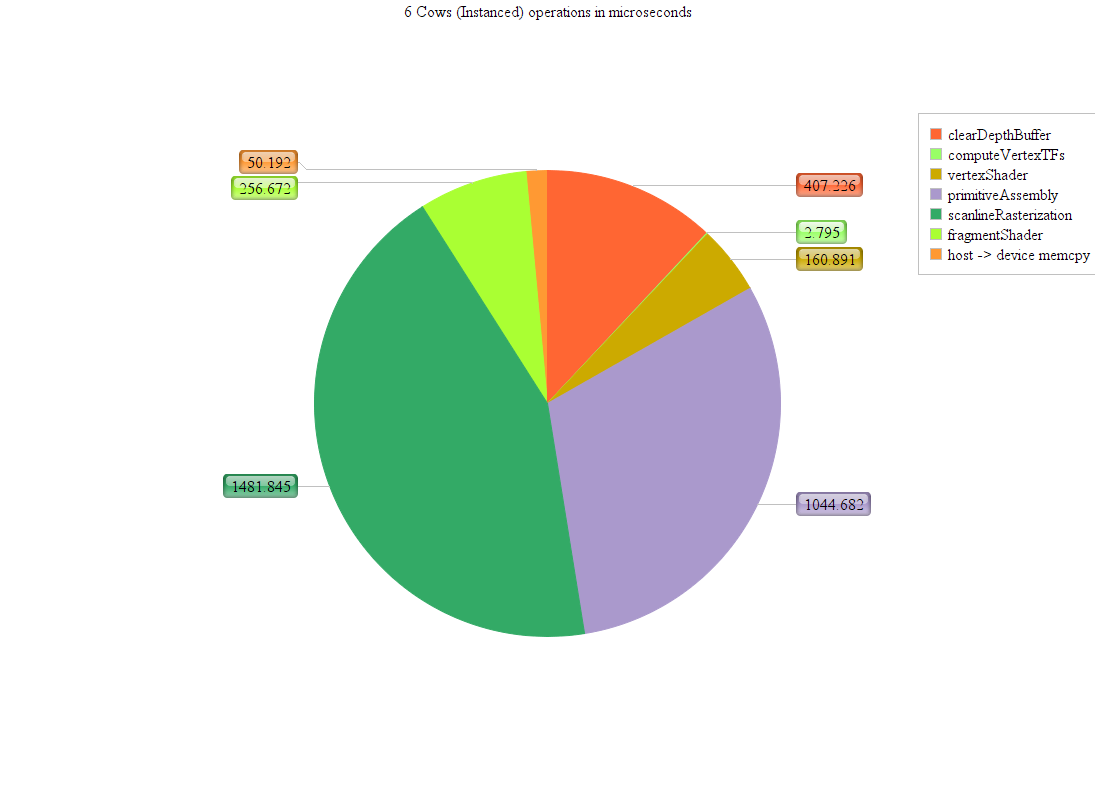 6 Cows (Instanced) operations in microseconds
50.192
256.672
407.226
2.795
160.891
1481.845
1044.682
clearDepthBuffer
computeVertexTFs
vertexShader
primitiveAssembly
scanlineRasterization
fragmentShader
host -> device memcpy